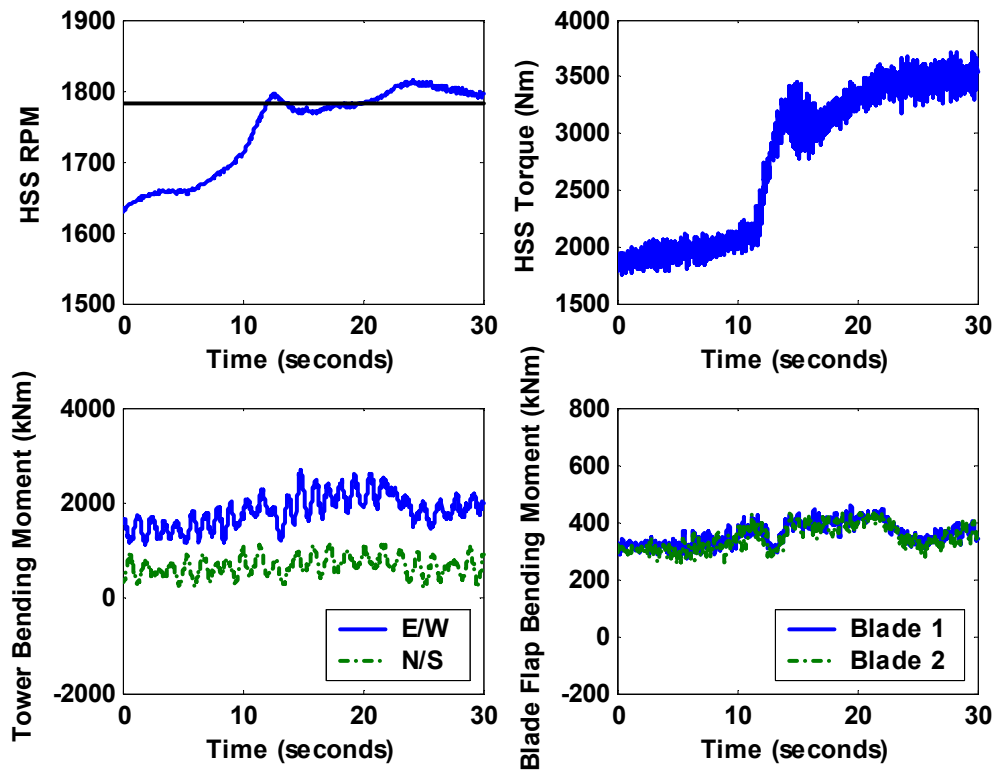 HSS RPM
1900
1800
1700
1600
1500
0 10 20 30
Time (seconds)
HSS Torque (Nm)
4000
3500
3000
2500
2000
1500
0 10 20 30
Time (seconds)
Tower Bending Moment (kNm)
4000
2000
0
-2000
E/W
N/S
0 10 20 30
Time (seconds)
Blade Flap Bending Moment (kNm)
800
600
400
200
0
-200
Blade 1
Blade 2
0 10 20 30
Time (seconds)